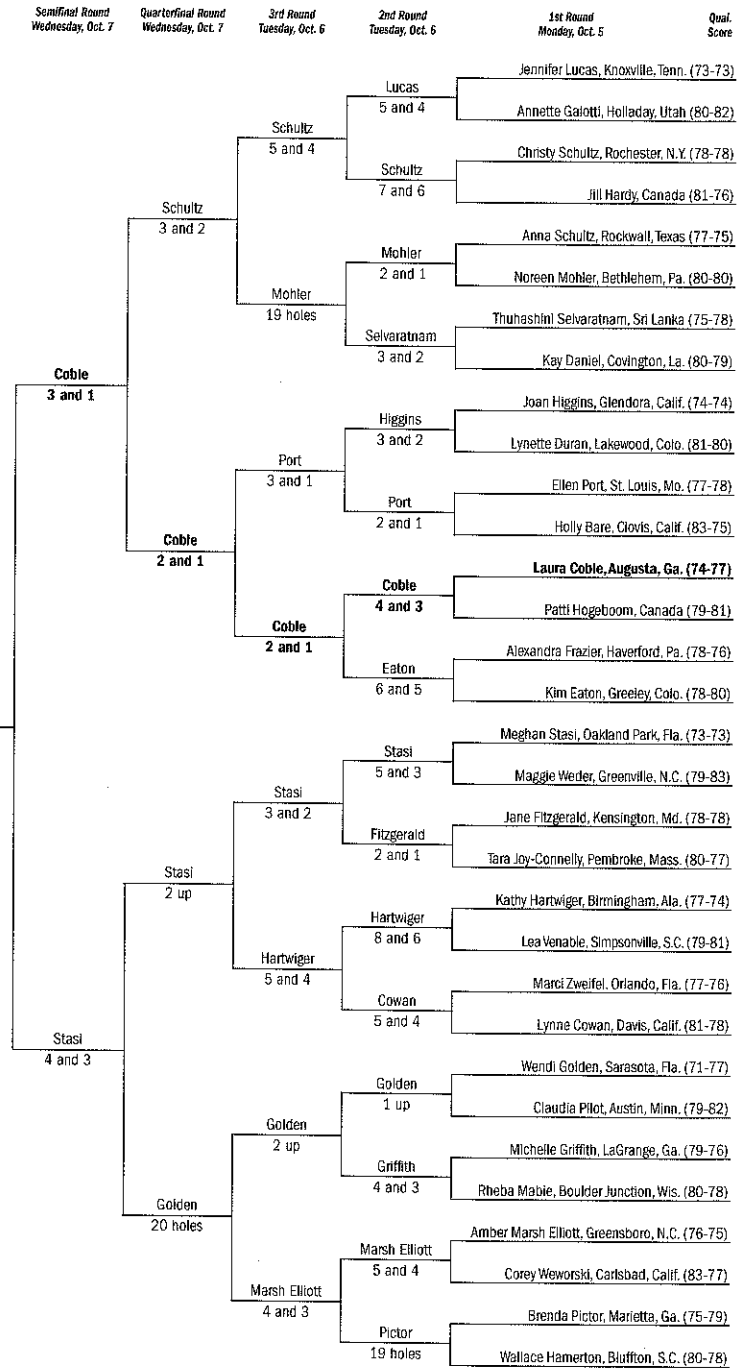 Semifinal Round
Wednesday, Oct. 7
Quarterfinal Round
Wednesday, Oct. 7
3rd Round
Tuesday, Oct. 6
2nd Round
Tuesday, Oct. 6
1st Round
Monday, Oct. 5
Qual.
Score
Jennifer Lucas, Knoxville, Tenn. (73-73)
Lucas
5 and 4
Annette Gaiotti, Holladay, Utah (80-82)
Schultz
5 and 4
Christy Schultz, Rochester, N.Y. (78-78)
Schultz
7 and 6
Jill Hardy, Canada (81-76)
Schultz
3 and 2
Anna Schultz, Rockwall, Texas (77-75)
Mohler
2 and 1
Noreen Mohler, Bethlehem, Pa. (80-80)
Mohler
19 holes
Thuhashini Selvaratnam, Sri Lanka (75-78)
Selvaratnam
3 and 2
Kay Daniel, Covington, La. (80-79)
Coble
3 and 1
Joan Higgins, Glendora, Calif. (74-74)
Higgins
3 and 2
Lynette Duran, Lakewood, Colo. (81-80)
Port
3 and 1
Ellen Port, St. Louis, Mo. (77-78)
Port
2 and 1
Holly Bare, Clovis, Calif. (83-75)
Coble
2 and 1
Laura Coble, Augusta, Ga. (74-77)
Coble
4 and 3
Patti Hogeboom, Canada (79-81)
Coble
2 and 1
Alexandra Frazier, Haverford, Pa. (78-76)
Eaton
6 and 5
Kim Eaton, Greeley, Colo. (78-80)
Meghan Stasi, Oakland Park, Fla. (73-73)
Stasi
5 and 3
Maggie Weder, Greenville, N.C. (79-83)
Stasi
3 and 2
Jane Fitzgerald, Kensington, Md. (78-78)
Fitzgerald
2 and 1
Tara Joy-Connelly, Pembroke, Mass. (80-77)
Stasi
2 up
Kathy Hartwiger, Birmingham, Ala. (77-74)
Hartwiger
8 and 6
Lea Venable, Simpsonville, S.C. (79-81)
Hartwiger
5 and 4
Marci Zweifel, Orlando, Fla. (77-76)
Cowan
5 and 4
Lynne Cowan, Davis, Calif. (81-78)
Stasi
4 and 3
Wendi Golden, Sarasota, Fla. (71-77)
Golden
1 up
Claudia Pilot, Austin, Minn. (79-82)
Golden
2 up
Michelle Griffith, LaGrange, Ga. (79-76)
Griffith
4 and 3
Rheba Mabie, Boulder Junction, Wis. (80-78)
Golden
20 holes
Amber Marsh Elliott, Greensboro, N.C. (76-75)
Marsh Elliott
5 and 4
Corey Weworski, Carlsbad, Calif. (83-77)
Marsh Elliott
4 and 3
Brenda Pictor, Marietta, Ga. (75-79)
Pictor
19 holes
Wallace Hamerton, Bluffton, S.C. (80-78)